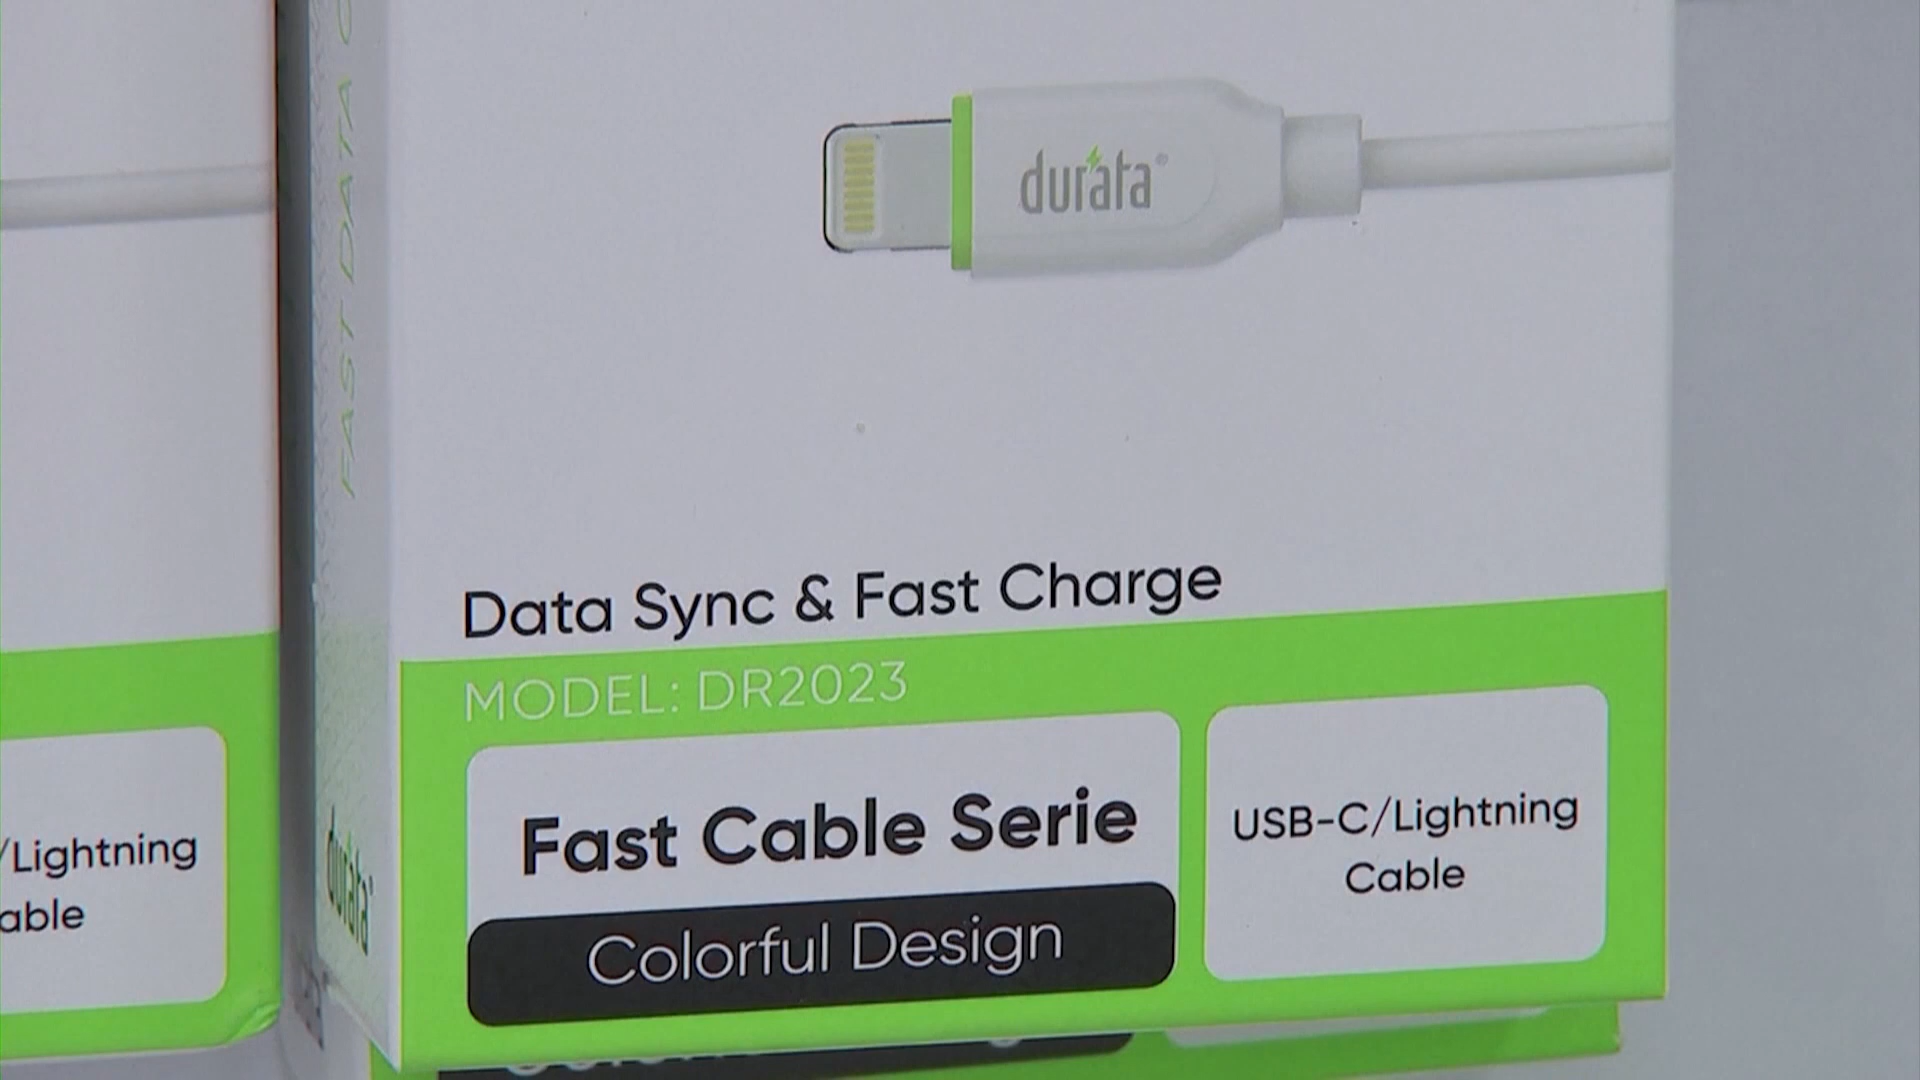 FAST DATA
durata®
Data Sync & Fast Charge
MODEL: DR2023
Fast Cable Serie
Colorful Design
USB-C/Lightning
Cable
durata®
/Lightning
able